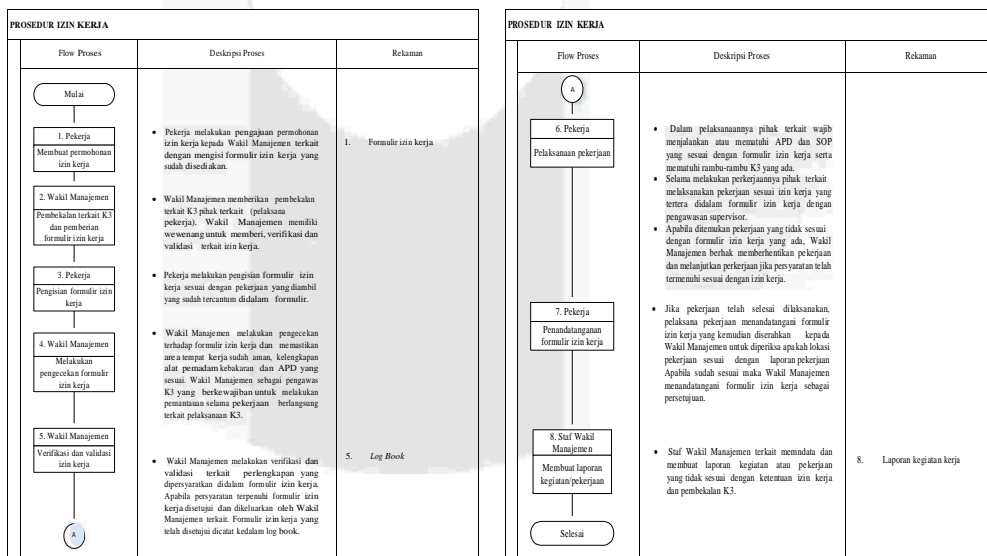 PROSEDUR IZIN KERJA
Flow Proses
Deskripsi Proses
Rekaman
Mulai
1. Pekerja
Membuat permohonan
izin kerja
• Pekerja melakukan pengajuan permohonan
izin kerja kepada Wakil Manajemen terkait
dengan mengisi formulir izin kerja yang
sudah disediakan.
1. Formulir izin kerja
2. Wakil Manajemen
Pembekalan terkait K3
dan pemberian
formulir izin kerja
• Wakil Manajemen memberikan pembekalan
terkait K3 pihak terkait (pelaksana
pekerja). Wakil Manajemen memiliki
wewenang untuk memberi, verifikasi dan
validasi terkait izin kerja.
3. Pekerja
Pengisian formulir izin
kerja
• Pekerja melakukan pengisian formulir izin
kerja sesuai dengan pekerjaan yang diambil
yang sudah tercantum didalam formulir.
4. Wakil Manajemen
Melakukan
pengecekan formulir
izin kerja
• Wakil Manajemen melakukan pengecekan
terhadap formulir izin kerja dan memastikan
area tempat kerja sudah aman, kelengkapan
alat pemadam kebakaran dan APD yang
sesuai. Wakil Manajemen sebagai pengawas
K3 yang berkewajiban untuk melakukan
pemantauan selama pekerjaan berlangsung
terkait pelaksanaan K3.
5. Wakil Manajemen
Verifikasi dan validasi
izin kerja
• Wakil Manajemen melakukan verifikasi dan
validasi terkait perlengkapan yang
dipersyaratkan didalam formulir izin kerja.
Apabila persyaratan terpenuhi formulir izin
kerja disetujui dan dikeluarkan oleh Wakil
Manajemen terkait. Formulir izin kerja yang
telah disetujui dicatat kedalam log book.
5. Log Book
A
PROSEDUR IZIN KERJA
Flow Proses
Deskripsi Proses
Rekaman
A
6. Pekerja
Pelaksanaan pekerjaan
• Dalam pelaksanaannya pihak terkait wajib
menjalankan atau mematuhi APD dan SOP
yang sesuai dengan formulir izin kerja serta
mematuhi rambu-rambu K3 yang ada.
• Selama melakukan perkerjaannya pihak terkait
melaksanakan pekerjaan sesuai izin kerja yang
tertera didalam formulir izin kerja dengan
pengawasan supervisor.
• Apabila ditemukan pekerjaan yang tidak sesuai
dengan formulir izin kerja yang ada, Wakil
Manajemen berhak memberhentikan pekerjaan
dan melanjutkan perkerjaan jika persyaratan telah
termenuhi sesuai dengan izin kerja.
7. Pekerja
Penandatanganan
formulir izin kerja
• Jika pekerjaan telah selesai dilaksanakan,
pelaksana pekerjaan menandatangani formulir
izin kerja yang kemudian diserahkan kepada
Wakil Manajemen untuk diperiksa apakah lokasi
pekerjaan sesuai dengan laporan pekerjaan
Apabila sudah sesuai maka Wakil Manajemen
menandatangani formulir izin kerja sebagai
persetujuan.
8. Staf Wakil
Manajemen
Membuat laporan
kegiatan/pekerjaan
• Staf Wakil Manajemen terkait memndata dan
membuat laporan kegiatan atau pekerjaan
yang tidak sesuai dengan ketentuan izin kerja
dan pembekalan K3.
8. Laporan kegiatan kerja
Selesai